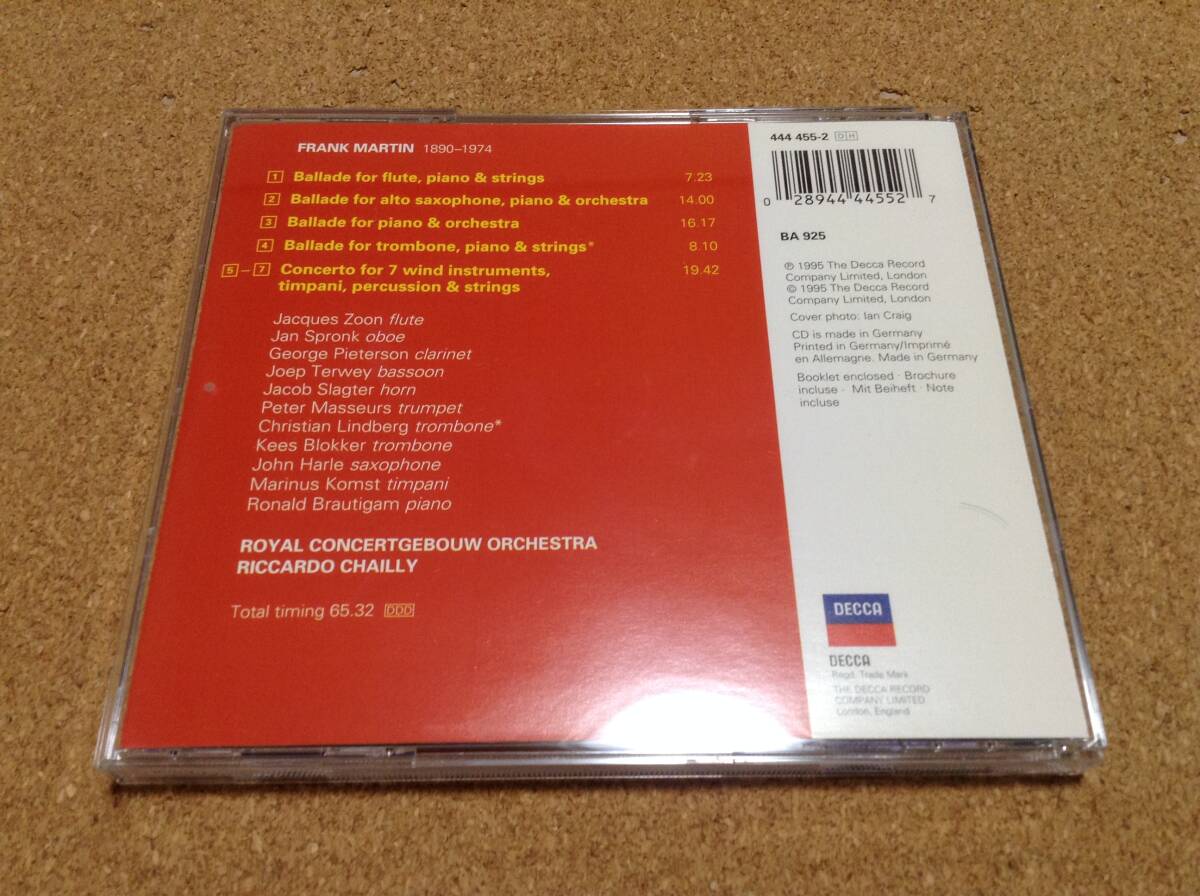 FRANK MARTIN 1890–1974
1 Ballade for flute, piano & strings 7.23
2 Ballade for alto saxophone, piano & orchestra 14.00
3 Ballade for piano & orchestra 16.17
4 Ballade for trombone, piano & strings* 8.10
5–7 Concerto for 7 wind instruments, 19.42
timpani, percussion & strings
Jacques Zoon flute
Jan Spronk oboe
George Pieterson clarinet
Joep Terwey bassoon
Jacob Slagter horn
Peter Masseurs trumpet
Christian Lindberg trombone*
Kees Blokker trombone
John Harle saxophone
Marinus Komst timpani
Ronald Brautigam piano
ROYAL CONCERTGEBOUW ORCHESTRA
RICCARDO CHAILLY
Total timing 65.32 DDD
444 455-2 DH
0 28944 44552 7
BA 925
℗ 1995 The Decca Record
Company Limited, London
© 1995 The Decca Record
Company Limited, London
Cover photo: Ian Craig
CD is made in Germany
Printed in Germany/Imprimé
en Allemagne. Made in Germany
Booklet enclosed · Brochure
incluse · Mit Beiheft · Note
incluse
DECCA
DECCA
Regd. Trade Mark
THE DECCA RECORD
COMPANY LIMITED
London, England